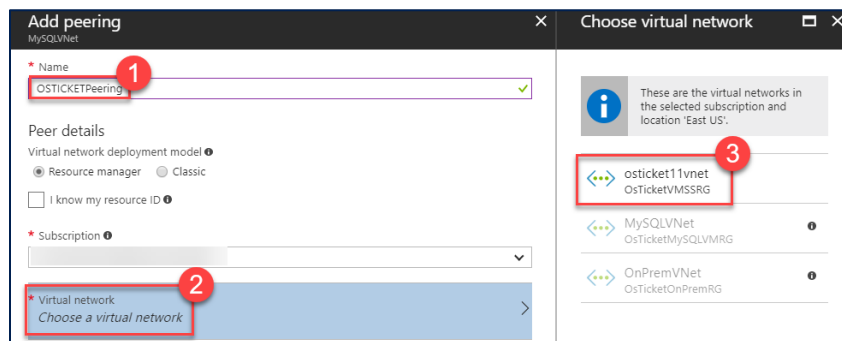 Add peering
MySQLVNet
* Name
1
OSTICKETPeering
Peer details
Virtual network deployment model
Resource manager Classic
I know my resource ID
* Subscription
2
* Virtual network
Choose a virtual network
Choose virtual network
These are the virtual networks in
the selected subscription and
location 'East US'.
3
osticket11vnet
OsTicketVMSSRG
MySQLVNet
OsTicketMySQLVMRG
OnPremVNet
OsTicketOnPremRG